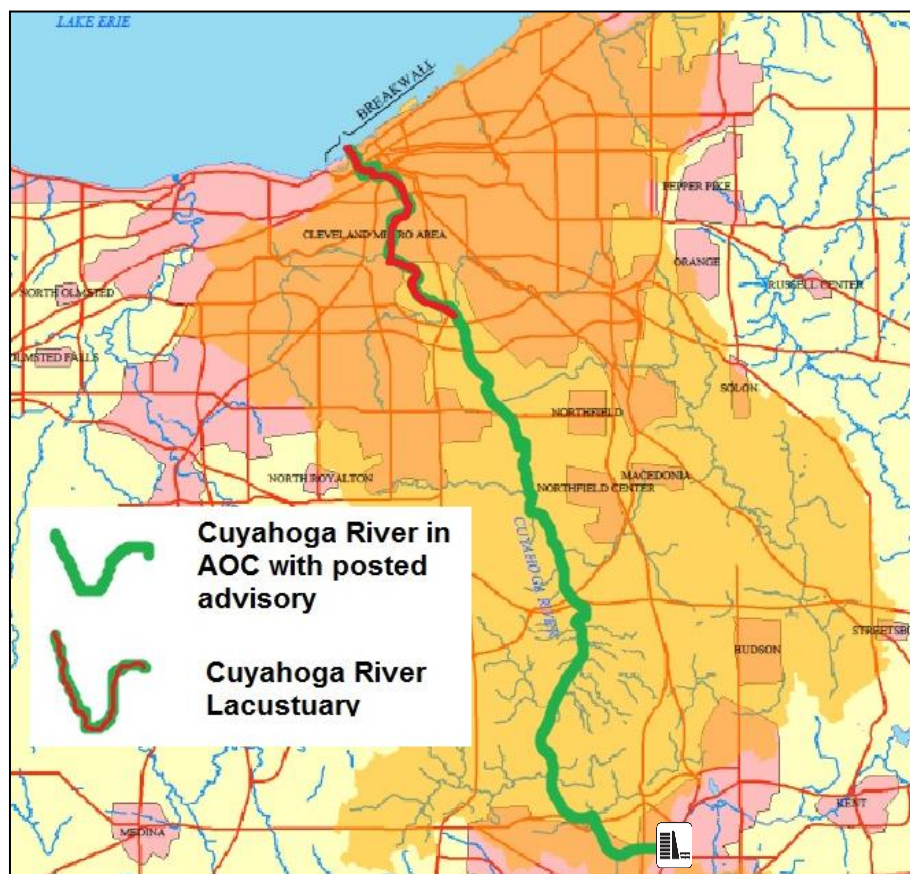 LAKE ERIE
BREAKWALL
PEPPER PIKE
CLEVELAND METRO AREA
ORANGE
RUSSELL CENTER
NORTH OLMSTED
OLMSTED FALLS
SOLON
NORTHFIELD
MACEDONIA
NORTH ROYALTON
NORTHFIELD CENTER
CUYAHOGA RIVER
Cuyahoga River in
AOC with posted
advisory
STREETSBO
HUDSON
Cuyahoga River
Lacustuary
KENT
MEDINA